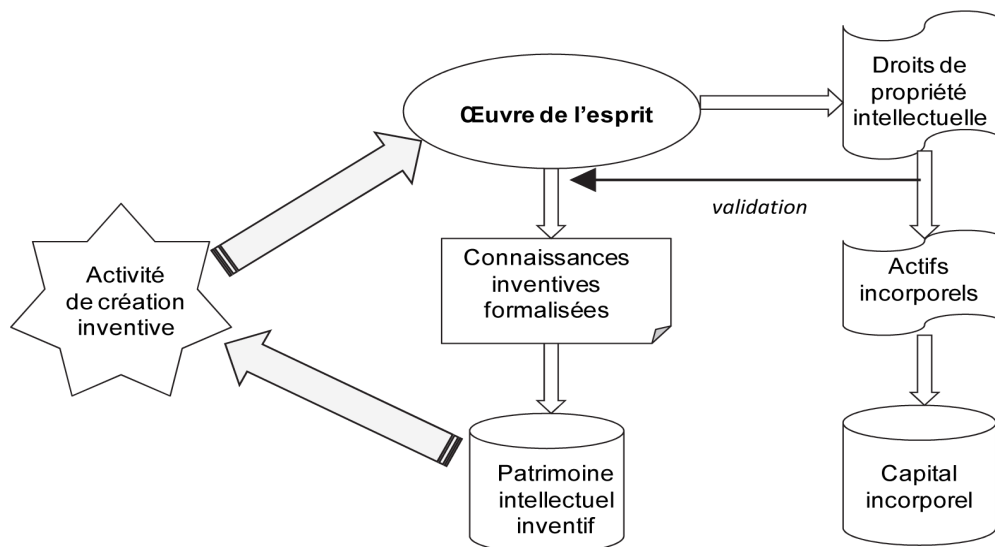 Œuvre de l'esprit
Droits de
propriété
intellectuelle
validation
Activité
de création
inventive
Connaissances
inventives
formalisées
Actifs
incorporels
Patrimoine
intellectuel
inventif
Capital
incorporel